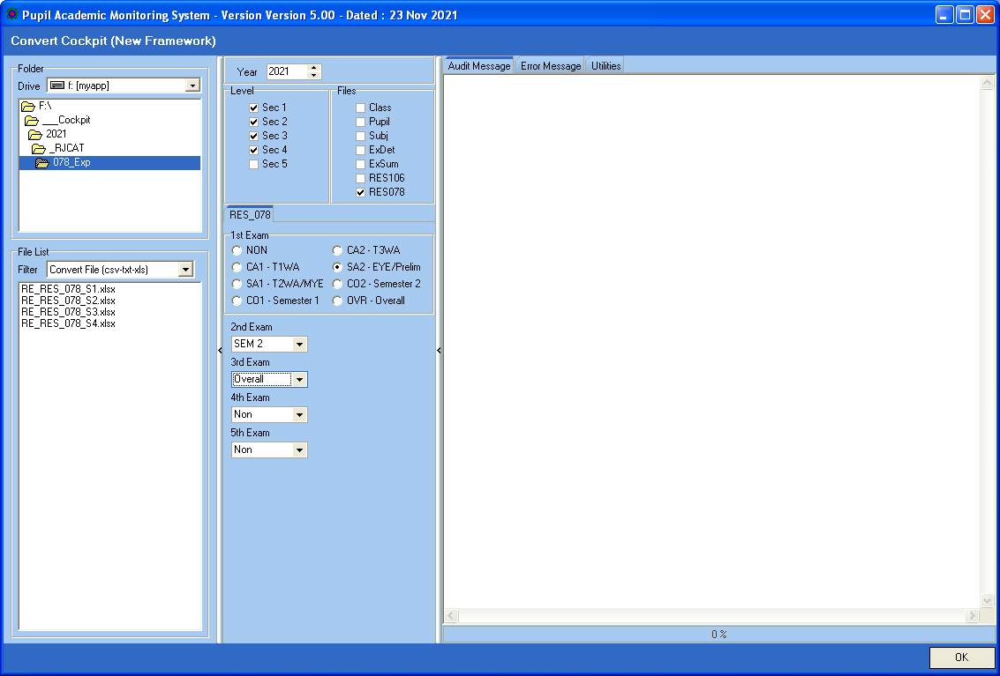 Pupil Academic Monitoring System - Version Version 5.00 - Dated : 23 Nov 2021
Convert Cockpit (New Framework)
Folder
Drive f: [myapp]
F:\
___Cockpit
2021
_RJCAT
078_Exp
File List
Filter Convert File (csv-txt-xls)
RE_RES_078_S1.xlsx
RE_RES_078_S2.xlsx
RE_RES_078_S3.xlsx
RE_RES_078_S4.xlsx
Year 2021
Level
Sec 1
Sec 2
Sec 3
Sec 4
Sec 5
Files
Class
Pupil
Subj
ExDet
ExSum
RES106
RES078
RES_078
1st Exam
NON
CA1 - T1WA
SA1 - T2WA/MYE
CO1 - Semester 1
CA2 - T3WA
SA2 - EYE/Prelim
CO2 - Semester 2
OVR - Overall
2nd Exam
SEM 2
3rd Exam
Overall
4th Exam
Non
5th Exam
Non
Audit Message Error Message Utilities
0 %
OK